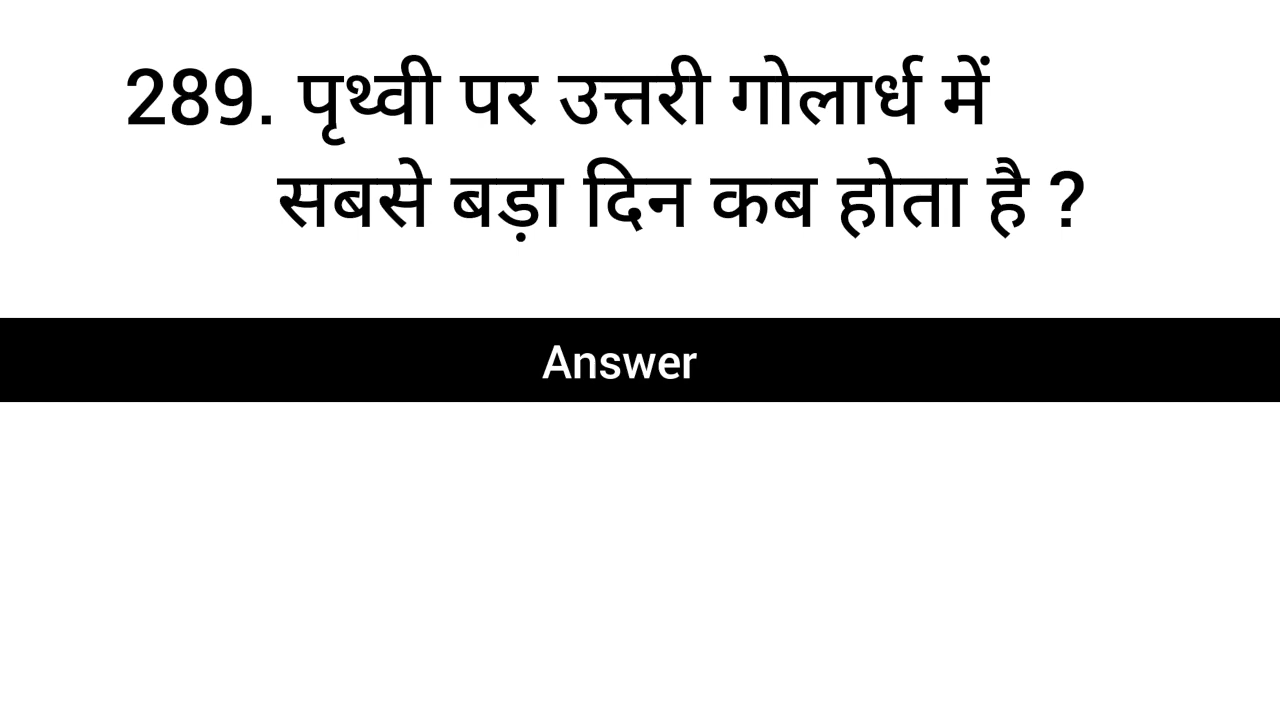 289. पृथ्वी पर उत्तरी गोलार्ध में
सबसे बड़ा दिन कब होता है ?
Answer